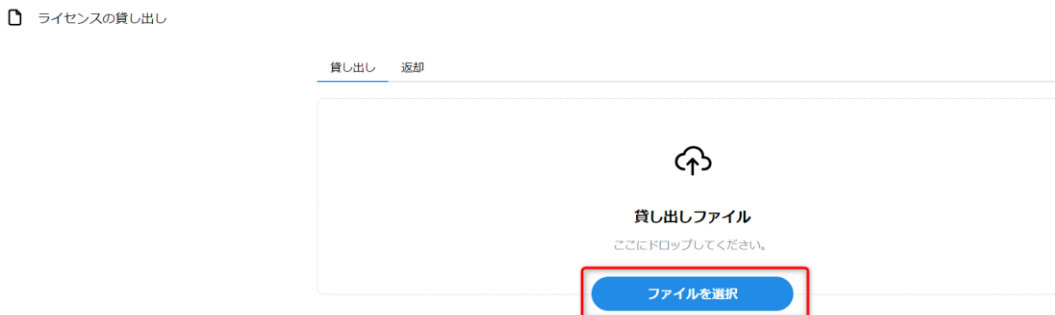 ライセンスの貸し出し
貸し出し 返却
貸し出しファイル
ここにドロップしてください。
ファイルを選択